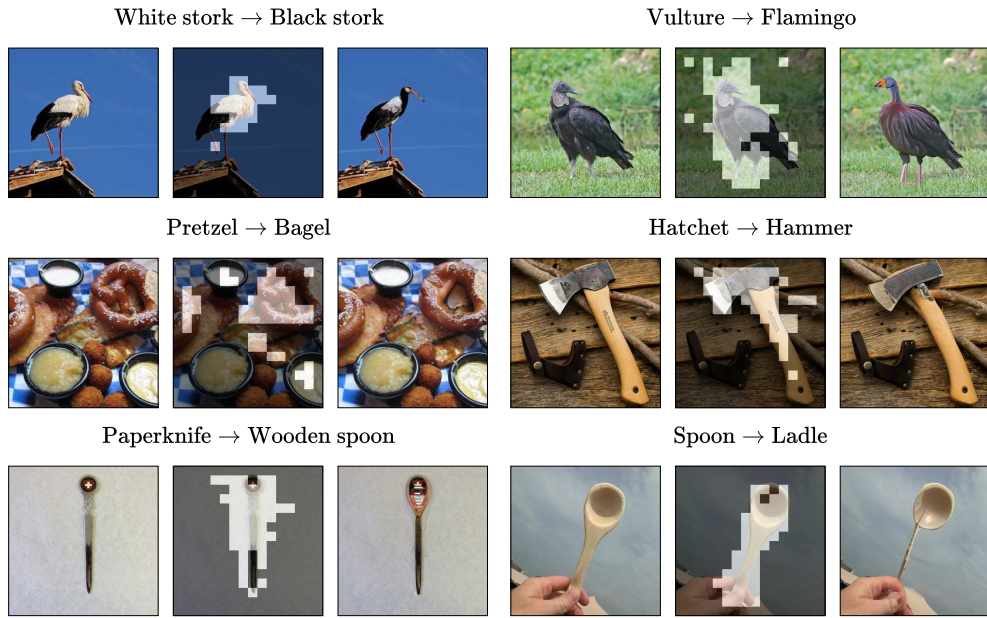 White stork → Black stork
Vulture → Flamingo
Pretzel → Bagel
Hatchet → Hammer
Paperknife → Wooden spoon
Spoon → Ladle